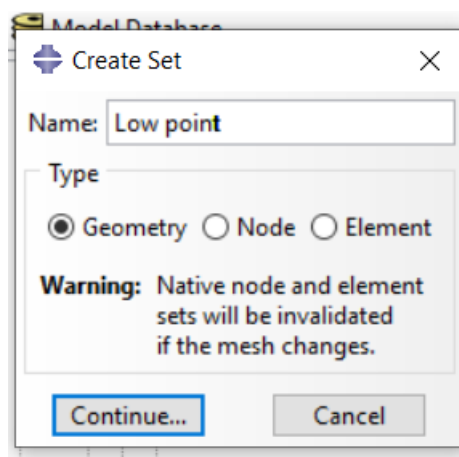 Model Database
Create Set
Name: Low point
Type
Geometry Node Element
Warning: Native node and element
sets will be invalidated
if the mesh changes.
Continue... Cancel